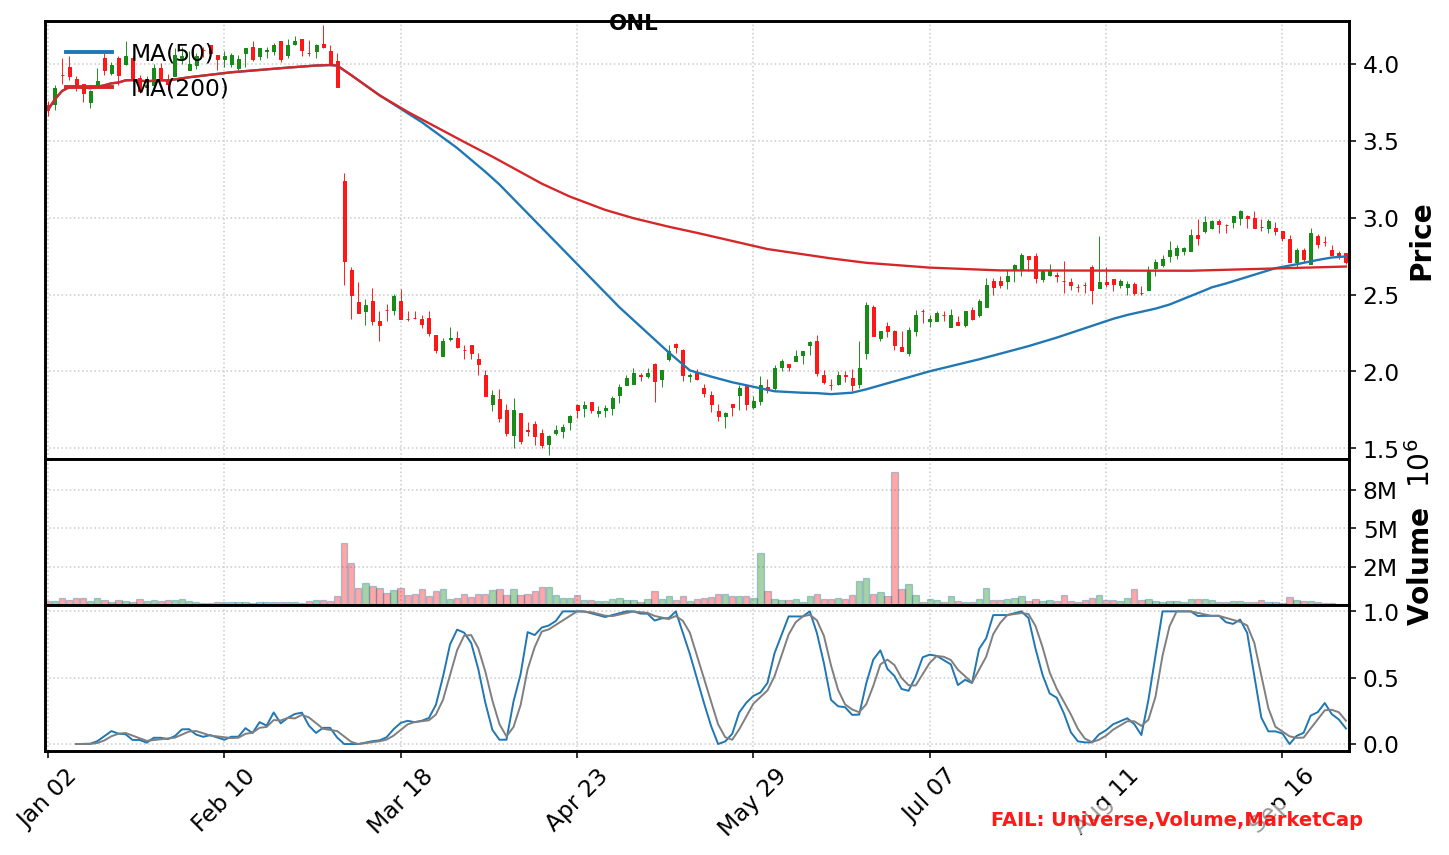 ONL
MA(50)
MA(200)
4.0
3.5
3.0
2.5
2.0
1.5
Price
10^6
8M
5M
2M
Volume
1.0
0.5
0.0
Jan 02
Feb 10
Mar 18
Apr 23
May 29
Jul 07
Aug 11
Sep 16
FAIL: Universe,Volume,MarketCap